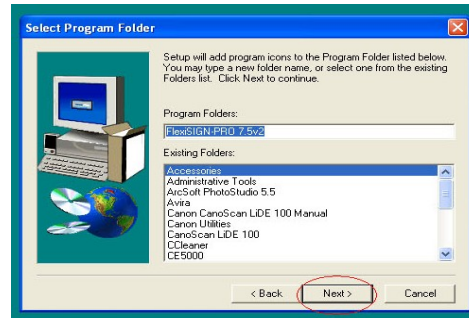 Select Program Folder
Setup will add program icons to the Program Folder listed below.
You may type a new folder name, or select one from the existing
Folders list. Click Next to continue.
Program Folders:
FlexiSIGN-PRO 7.5v2
Existing Folders:
Accessories
Administrative Tools
ArcSoft PhotoStudio 5.5
Avira
Canon CanoScan LiDE 100 Manual
Canon Utilities
CanoScan LiDE 100
CCleaner
CE5000
< Back
Next >
Cancel